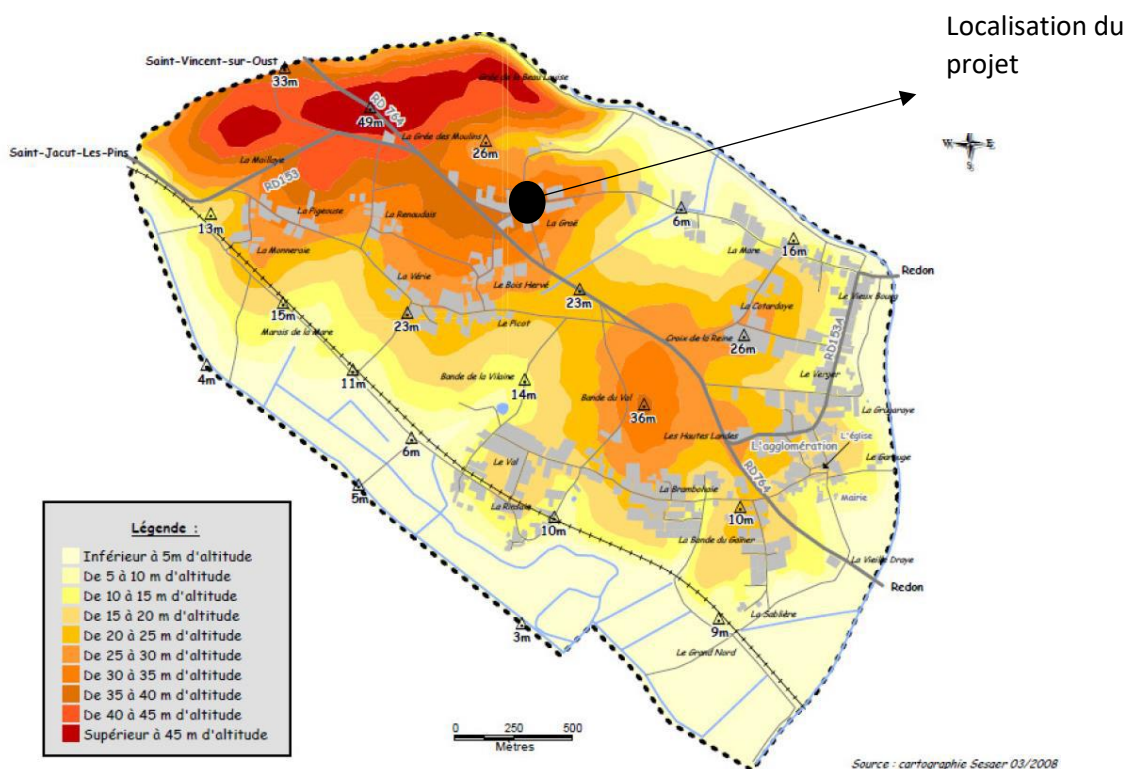 Localisation du
projet
Saint-Vincent-sur-Oust
33m
Grée de la Beau Louise
RD 764
49m
La Grée des Moulins
26m
Saint-Jacut-Les-Pins
La Maillaye
RD153
W
E
S
La Pigeouse
La Renaudais
La Graë
6m
13m
La Monneraie
La Mare
16m
La Vérie
Le Bois Hervé
Redon
23m
Le Vieux Bourg
15m
La Cotardaye
Marais de la Mare
23m
Le Picot
Croix de la Reine
26m
RD153A
4m
11m
Bande de la Vilaine
14m
Le Verger
Bande du Val
36m
Les Hautes Landes
L'église
L'agglomération
6m
Le Val
RD764
5m
La Brambohaie
Mairie
La Rindais
10m
10m
La Bande du Gainer
La Vieille Draye
Redon
La Sablière
3m
9m
Le Grand Nord
Légende :
Inférieur à 5m d'altitude
De 5 à 10 m d'altitude
De 10 à 15 m d'altitude
De 15 à 20 m d'altitude
De 20 à 25 m d'altitude
De 25 à 30 m d'altitude
De 30 à 35 m d'altitude
De 35 à 40 m d'altitude
De 40 à 45 m d'altitude
Supérieur à 45 m d'altitude
0 250 500
Mètres
Source : cartographie Sesaer 03/2008